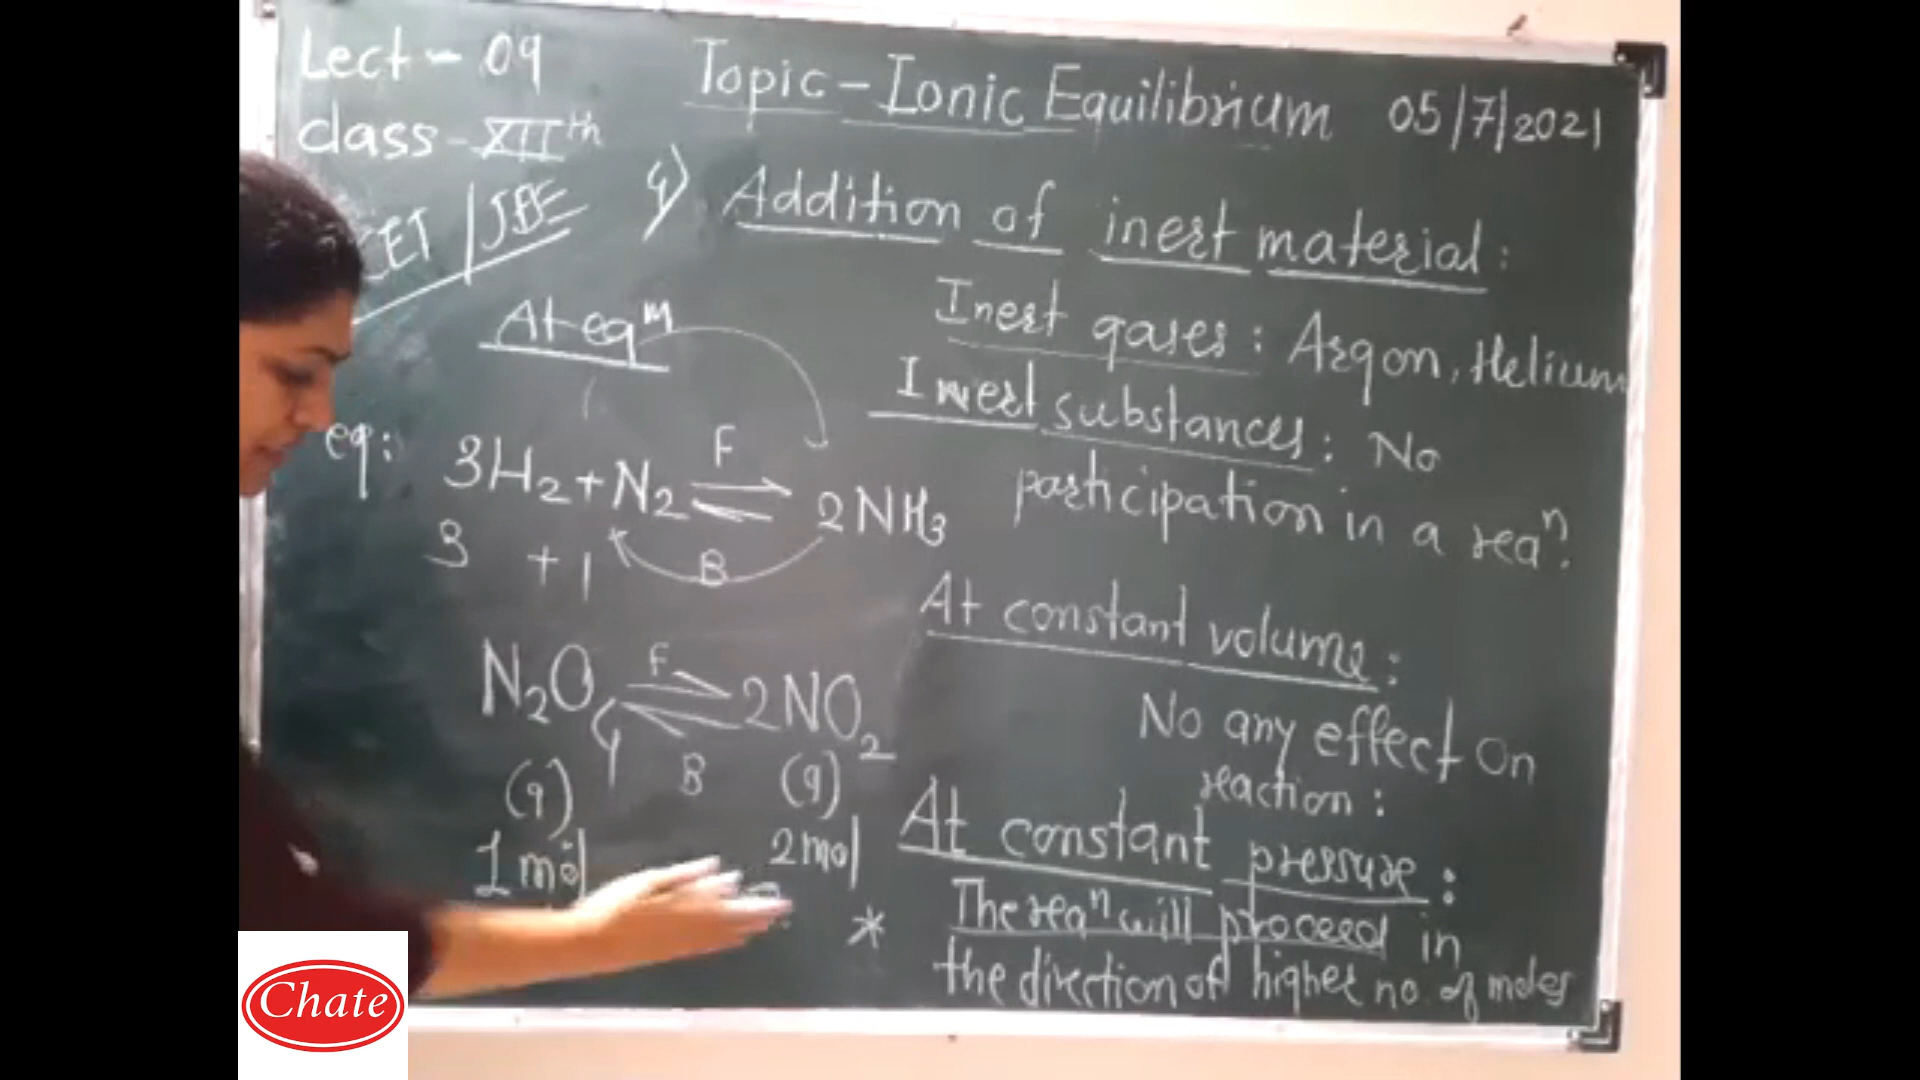 Lect - 09
Topic - Ionic Equilibrium 05/7/2021
class - XIIth
CET / JEE
4) Addition of inert material :
Inert gases : Argon, Helium
Inert substances : No
participation in a reaⁿ.
At eqᵐ
eg: 3H₂ + N₂ ⇌ 2NH₃
F
B
3 + 1
At constant volume :
No any effect on
reaction :
N₂O₄ ⇌ 2NO₂
F
B
(g) (g)
1 mol 2 mol
At constant pressure :
* The reaⁿ will proceed in
the direction of higher no. of moles
Chate